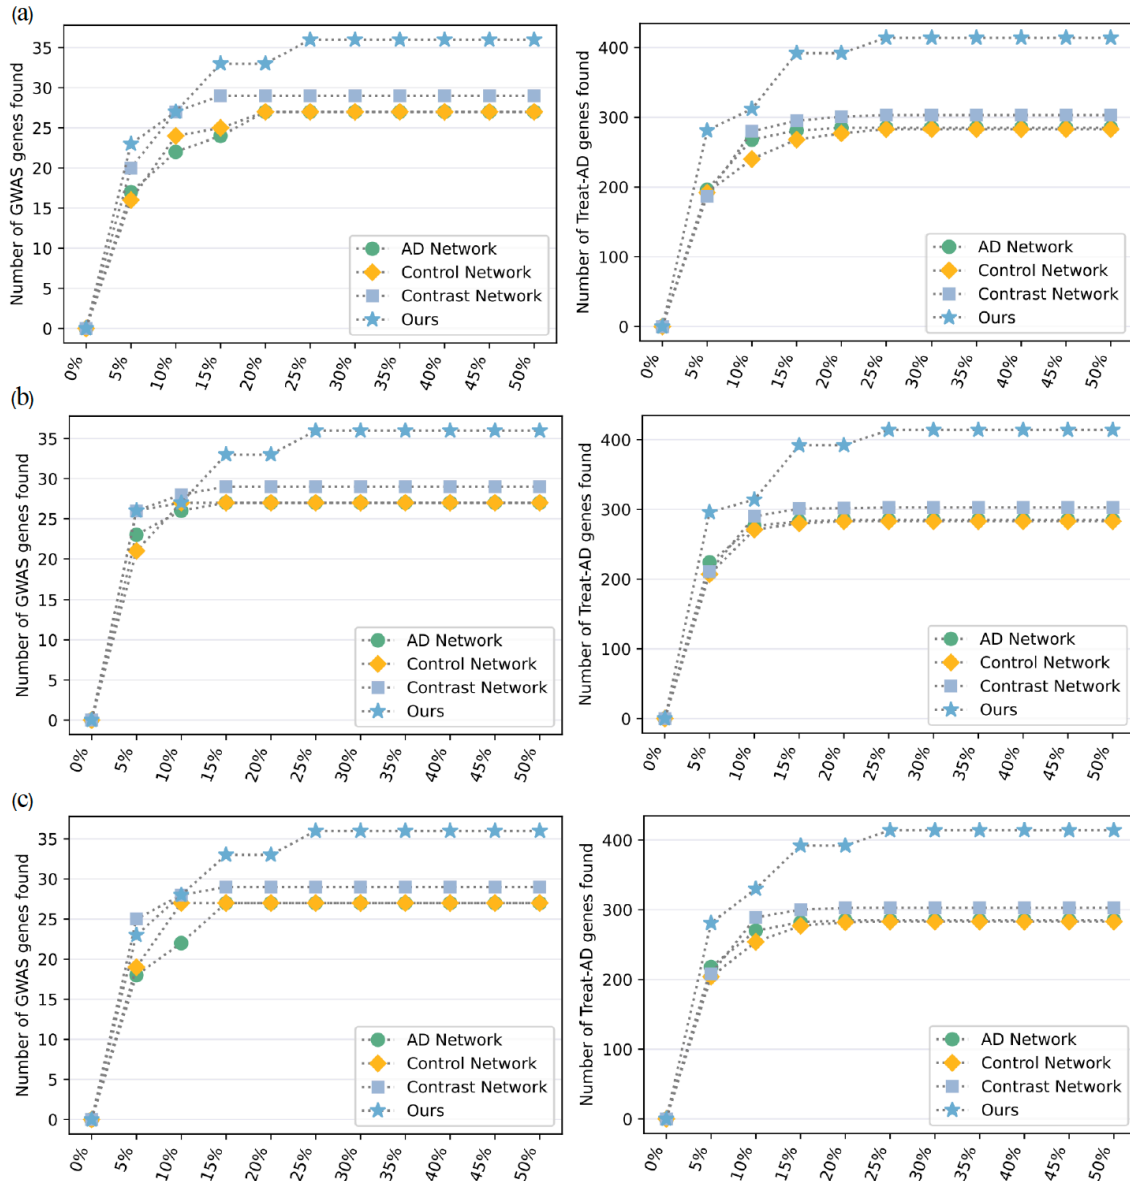 (a)
Number of GWAS genes found
35
30
25
20
15
10
5
0
AD Network
Control Network
Contrast Network
Ours
0% 5% 10% 15% 20% 25% 30% 35% 40% 45% 50%
Number of Treat-AD genes found
400
300
200
100
0
AD Network
Control Network
Contrast Network
Ours
0% 5% 10% 15% 20% 25% 30% 35% 40% 45% 50%
(b)
Number of GWAS genes found
35
30
25
20
15
10
5
0
AD Network
Control Network
Contrast Network
Ours
0% 5% 10% 15% 20% 25% 30% 35% 40% 45% 50%
Number of Treat-AD genes found
400
300
200
100
0
AD Network
Control Network
Contrast Network
Ours
0% 5% 10% 15% 20% 25% 30% 35% 40% 45% 50%
(c)
Number of GWAS genes found
35
30
25
20
15
10
5
0
AD Network
Control Network
Contrast Network
Ours
0% 5% 10% 15% 20% 25% 30% 35% 40% 45% 50%
Number of Treat-AD genes found
400
300
200
100
0
AD Network
Control Network
Contrast Network
Ours
0% 5% 10% 15% 20% 25% 30% 35% 40% 45% 50%